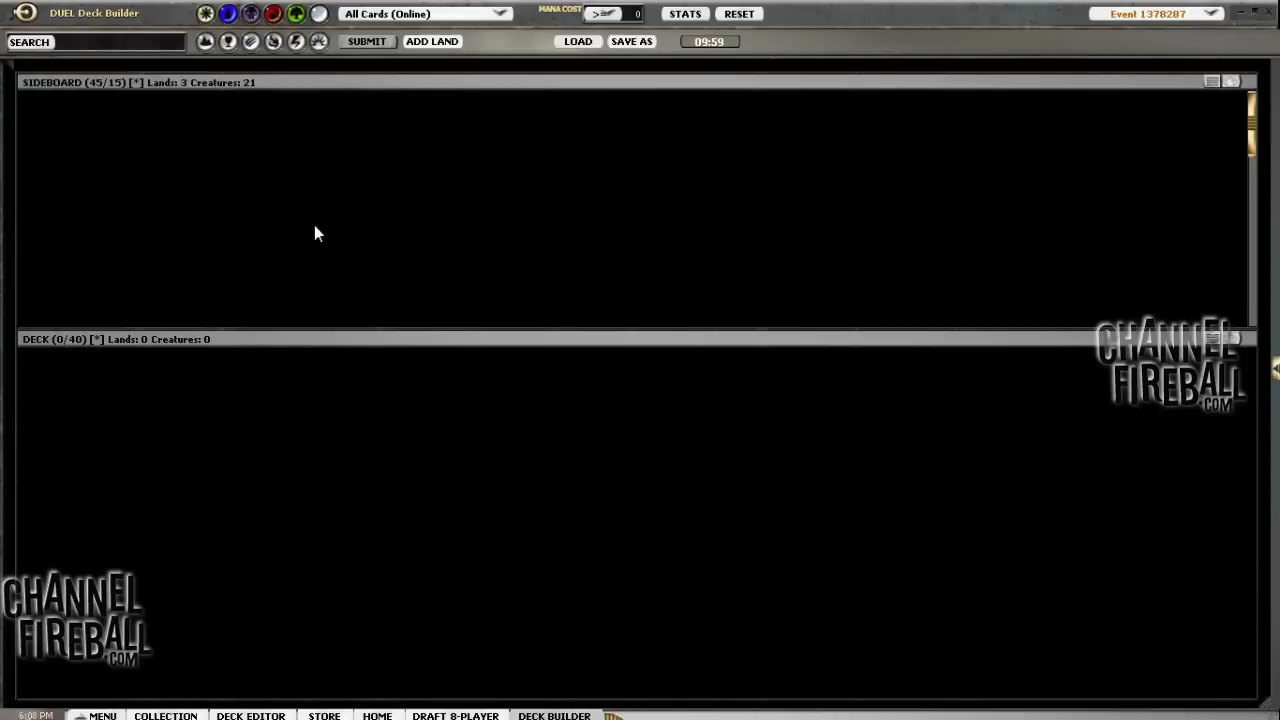 DUEL Deck Builder
All Cards (Online)
MANA COST
0
STATS
RESET
Event 1378287
SEARCH
SUBMIT
ADD LAND
LOAD
SAVE AS
09:59
SIDEBOARD (45/15) [*] Lands: 3 Creatures: 21
DECK (0/40) [*] Lands: 0 Creatures: 0
CHANNEL
FIREBALL
.COM
CHANNEL
FIREBALL
.COM
6:08 PM
MENU
COLLECTION
DECK EDITOR
STORE
HOME
DRAFT 8-PLAYER
DECK BUILDER